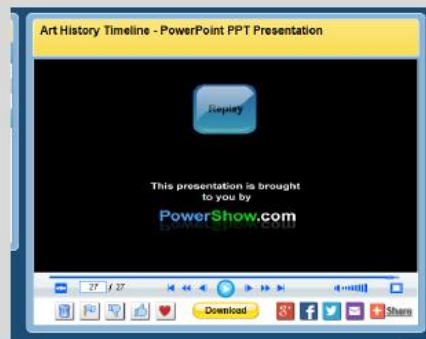 Art History Timeline - PowerPoint PPT Presentation
Replay
This presentation is brought
to you by
PowerShow.com
27 / 27
Download
Share